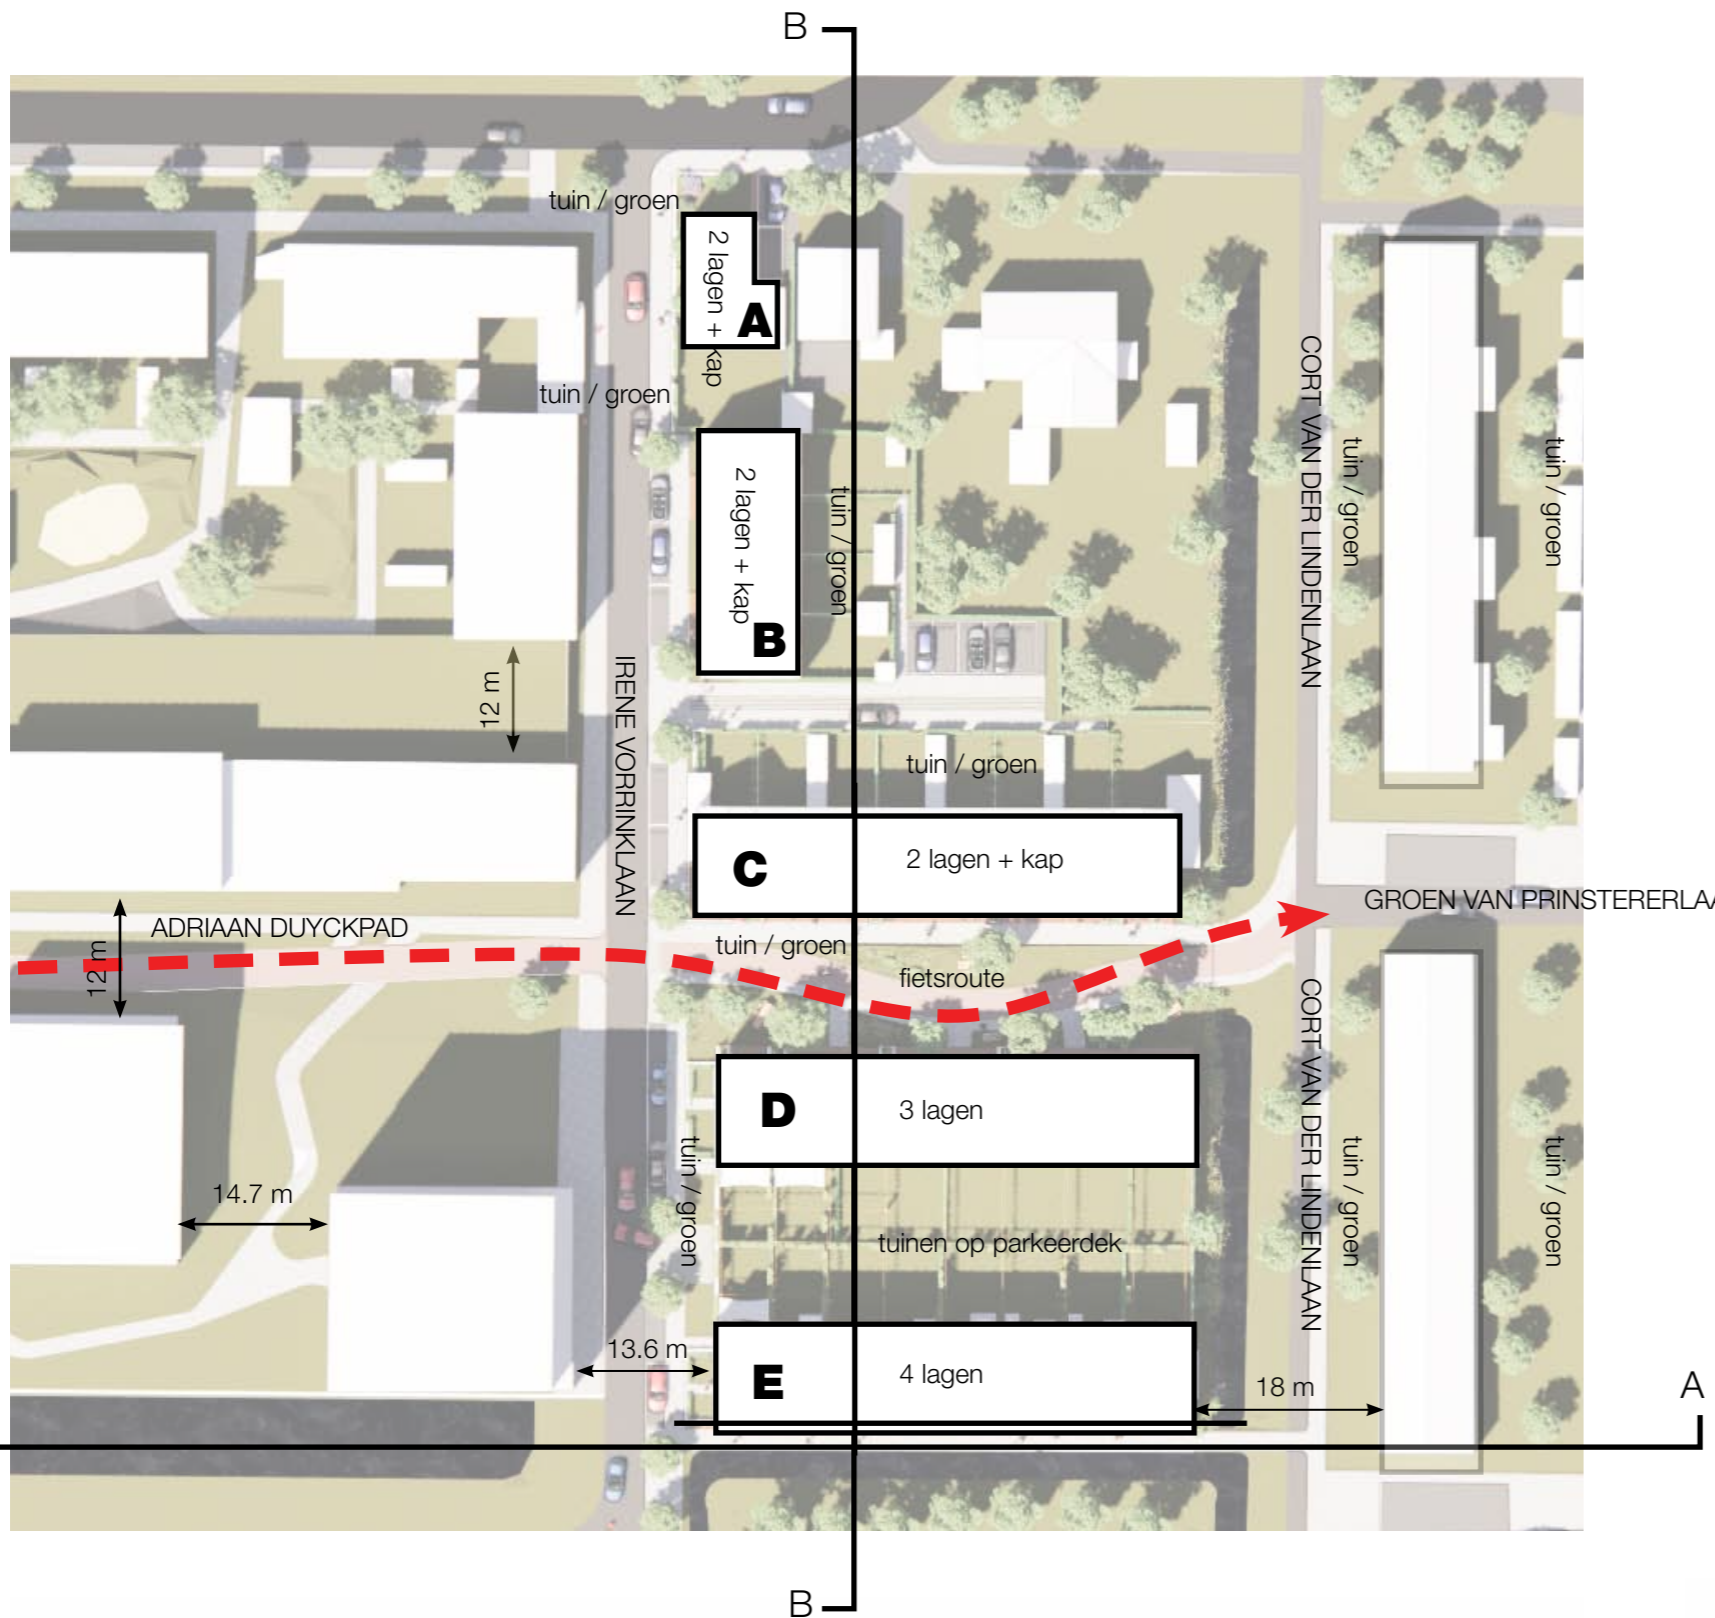 B
tuin / groen
2 lagen + kap
A
tuin / groen
2 lagen + kap
B
tuin / groen
CORT VAN DER LINDENLAAN
tuin / groen
tuin / groen
12 m
IRENE VORRINKLAAN
tuin / groen
C
2 lagen + kap
GROEN VAN PRINSTERERLAA
ADRIAAN DUYCKPAD
12 m
tuin / groen
fietsroute
D
3 lagen
CORT VAN DER LINDENLAAN
tuin / groen
tuin / groen
tuin / groen
14.7 m
tuinen op parkeerdek
13.6 m
E
4 lagen
18 m
A
B